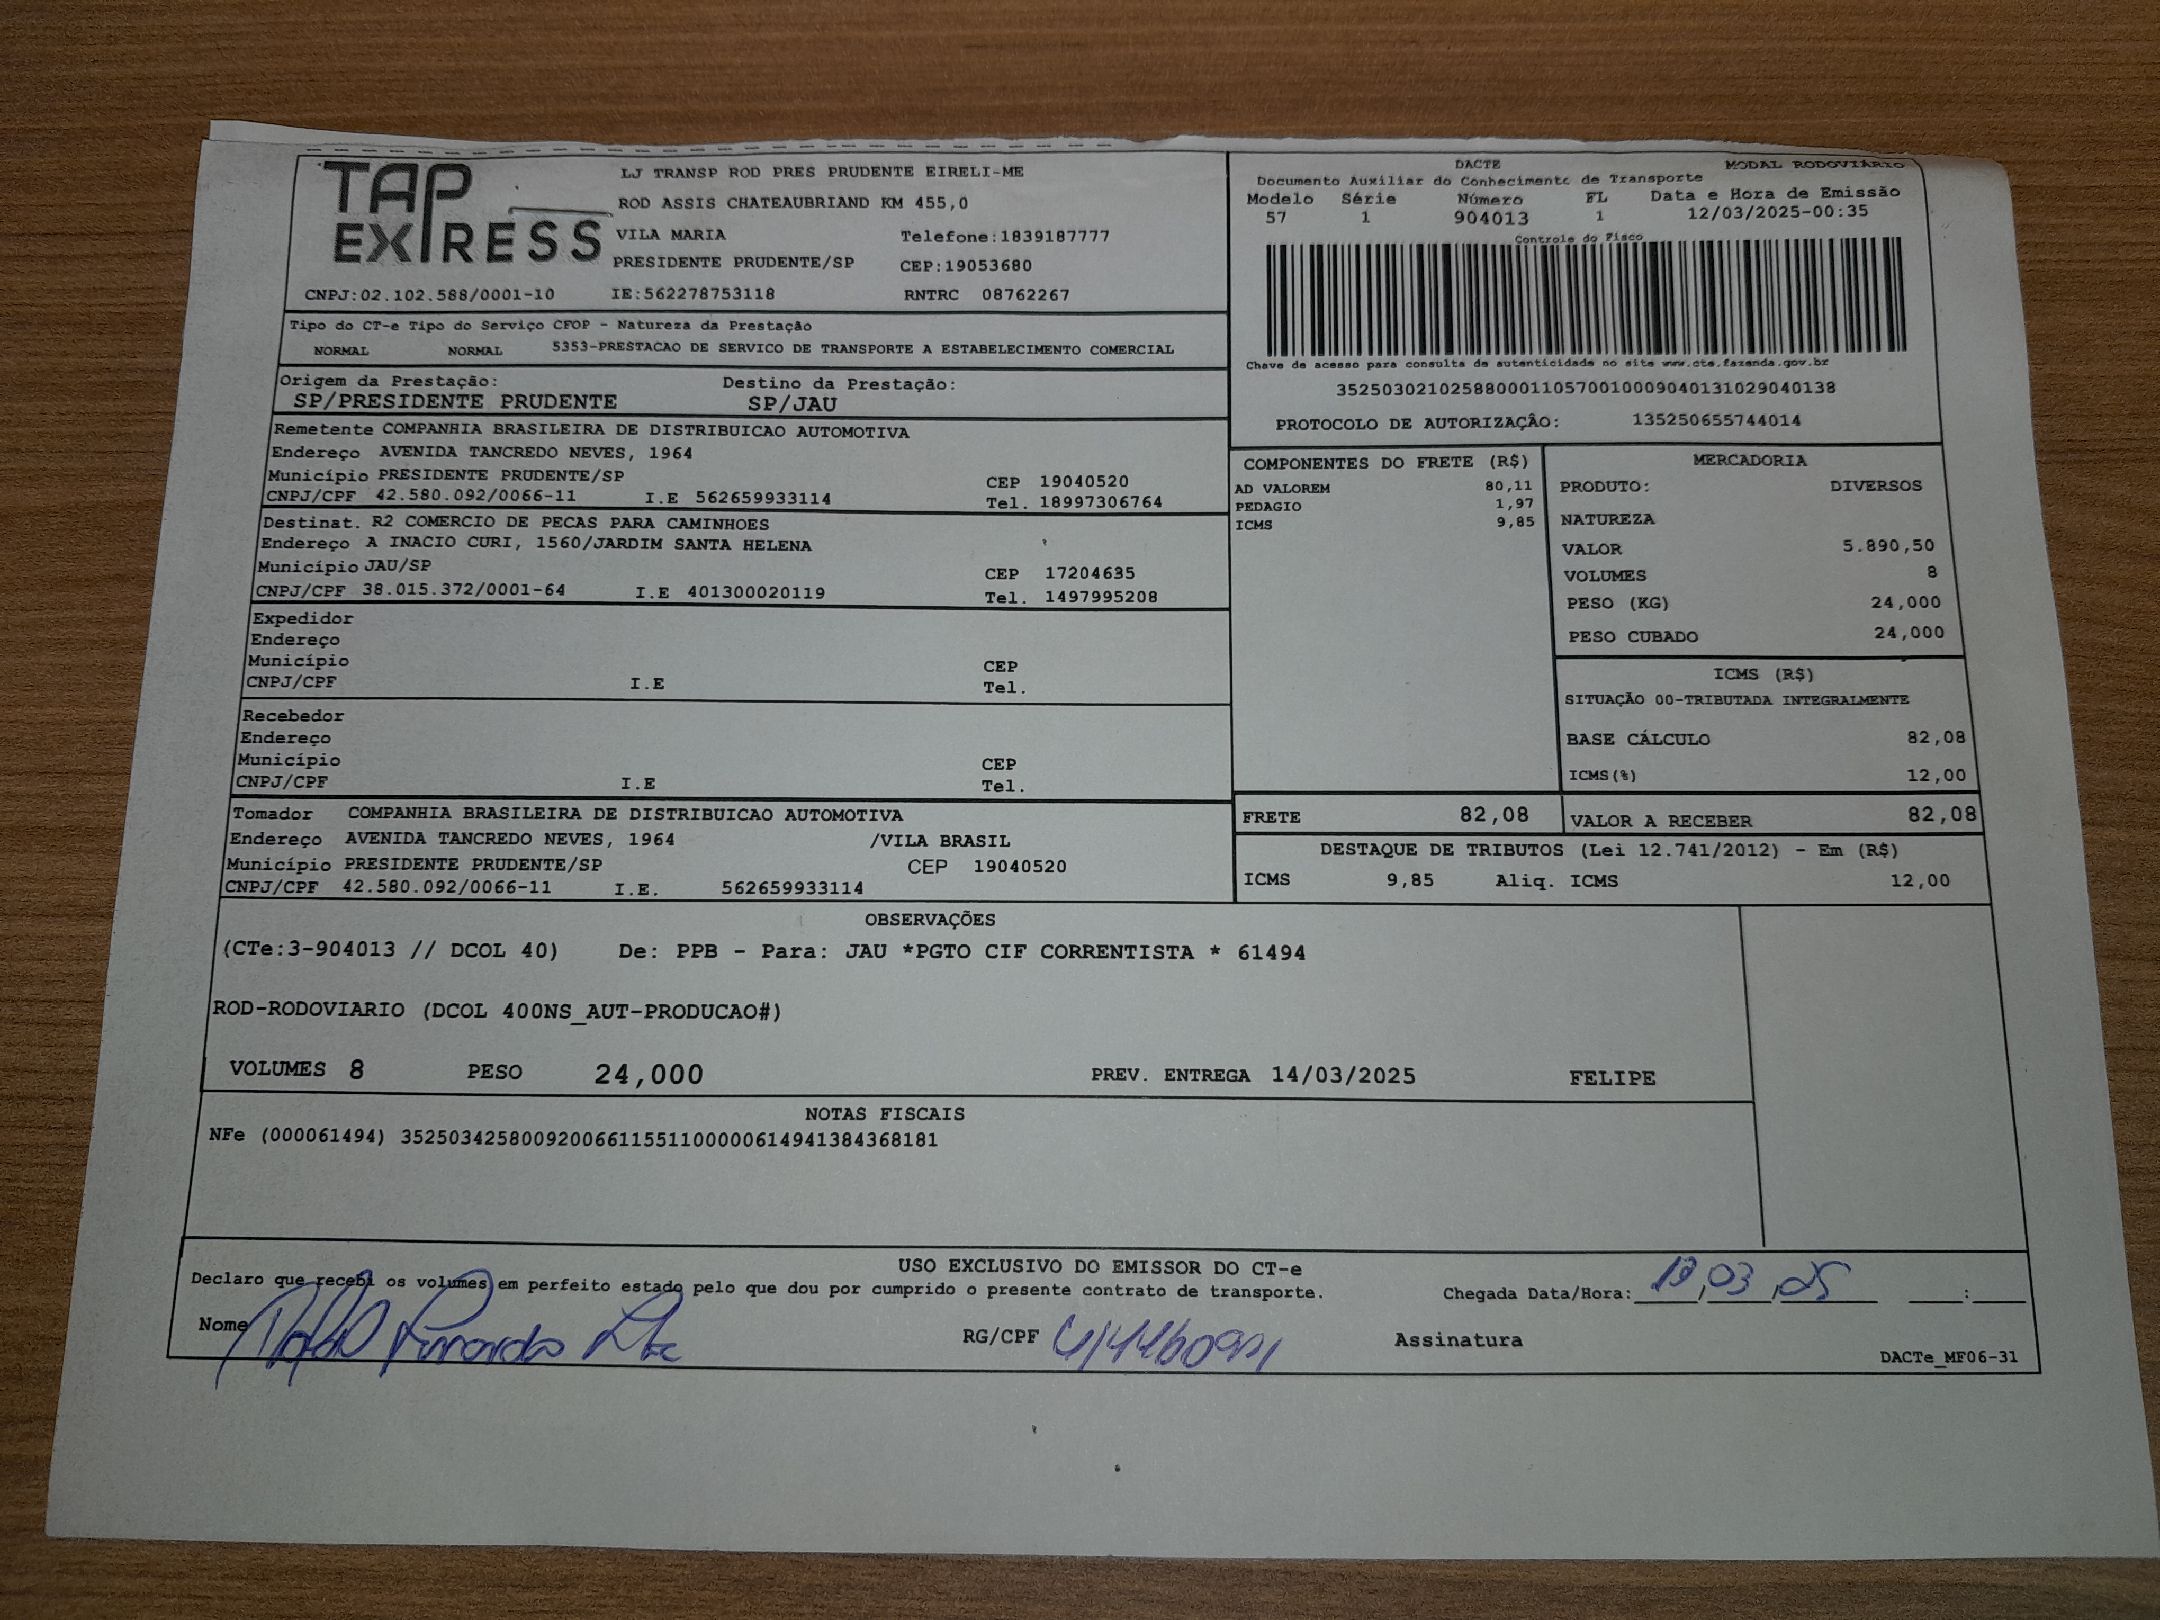 TAP EXPRESS
LJ TRANSP ROD PRES PRUDENTE EIRELI-ME
ROD ASSIS CHATEAUBRIAND KM 455,0
VILA MARIA Telefone:1839187777
PRESIDENTE PRUDENTE/SP CEP:19053680
CNPJ:02.102.588/0001-10 IE:562278753118 RNTRC 08762267
DACTE MODAL RODOVIÁRIO
Documento Auxiliar do Conhecimento de Transporte
Modelo Série Número FL Data e Hora de Emissão
57 1 904013 1 12/03/2025-00:35
Controle do Fisco
Chave de acesso para consulta de autenticidade no site www.cte.fazenda.gov.br
35250302102588000110570010009040131029040138
PROTOCOLO DE AUTORIZAÇÂO: 135250655744014
Tipo do CT-e Tipo do Serviço CFOP - Natureza da Prestação
NORMAL NORMAL 5353-PRESTACAO DE SERVICO DE TRANSPORTE A ESTABELECIMENTO COMERCIAL
Origem da Prestação: Destino da Prestação:
SP/PRESIDENTE PRUDENTE SP/JAU
Remetente COMPANHIA BRASILEIRA DE DISTRIBUICAO AUTOMOTIVA
Endereço AVENIDA TANCREDO NEVES, 1964
Município PRESIDENTE PRUDENTE/SP CEP 19040520
CNPJ/CPF 42.580.092/0066-11 I.E 562659933114 Tel. 18997306764
Destinat. R2 COMERCIO DE PECAS PARA CAMINHOES
Endereço A INACIO CURI, 1560/JARDIM SANTA HELENA
Município JAU/SP CEP 17204635
CNPJ/CPF 38.015.372/0001-64 I.E 401300020119 Tel. 1497995208
Expedidor
Endereço
Município CEP
CNPJ/CPF I.E Tel.
Recebedor
Endereço
Município CEP
CNPJ/CPF I.E Tel.
Tomador COMPANHIA BRASILEIRA DE DISTRIBUICAO AUTOMOTIVA
Endereço AVENIDA TANCREDO NEVES, 1964 /VILA BRASIL
Município PRESIDENTE PRUDENTE/SP CEP 19040520
CNPJ/CPF 42.580.092/0066-11 I.E. 562659933114
COMPONENTES DO FRETE (R$)
AD VALOREM 80,11
PEDAGIO 1,97
ICMS 9,85
MERCADORIA
PRODUTO: DIVERSOS
NATUREZA
VALOR 5.890,50
VOLUMES 8
PESO (KG) 24,000
PESO CUBADO 24,000
ICMS (R$)
SITUAÇÃO 00-TRIBUTADA INTEGRALMENTE
BASE CÁLCULO 82,08
ICMS(%) 12,00
FRETE 82,08 VALOR A RECEBER 82,08
DESTAQUE DE TRIBUTOS (Lei 12.741/2012) - Em (R$)
ICMS 9,85 Aliq. ICMS 12,00
OBSERVAÇÕES
(CTe:3-904013 // DCOL 40) De: PPB - Para: JAU *PGTO CIF CORRENTISTA * 61494
ROD-RODOVIARIO (DCOL 400NS_AUT-PRODUCAO#)
VOLUMES 8 PESO 24,000 PREV. ENTREGA 14/03/2025 FELIPE
NOTAS FISCAIS
NFe (000061494) 35250342580092006611551100000614941384368181
USO EXCLUSIVO DO EMISSOR DO CT-e
Declaro que recebi os volumes em perfeito estado pelo que dou por cumprido o presente contrato de transporte. Chegada Data/Hora: 03 25 :
Nome RG/CPF Assinatura
DACTe_MF06-31